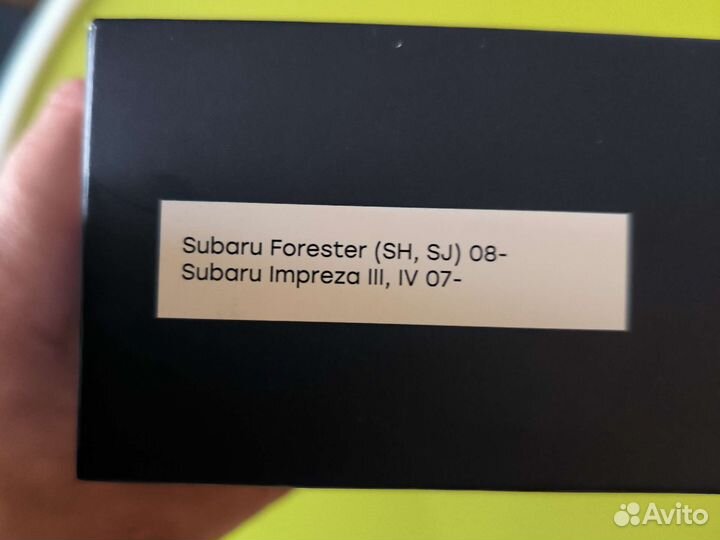 Subaru Forester (SH, SJ) 08-
Subaru Impreza III, IV 07-
Avito